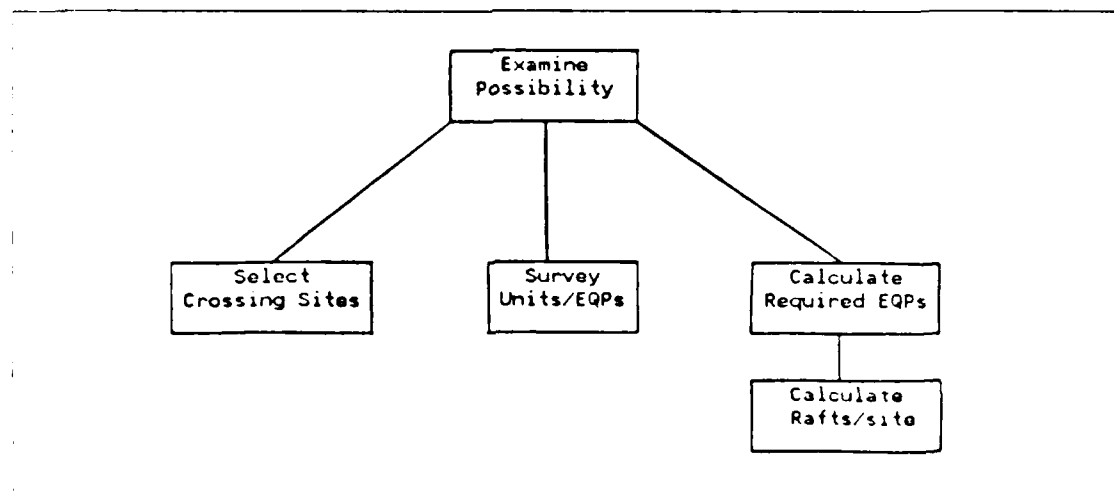 Examine
Possibility
Select
Crossing Sites
Survey
Units/EQPs
Calculate
Required EQPs
Calculate
Rafts/site